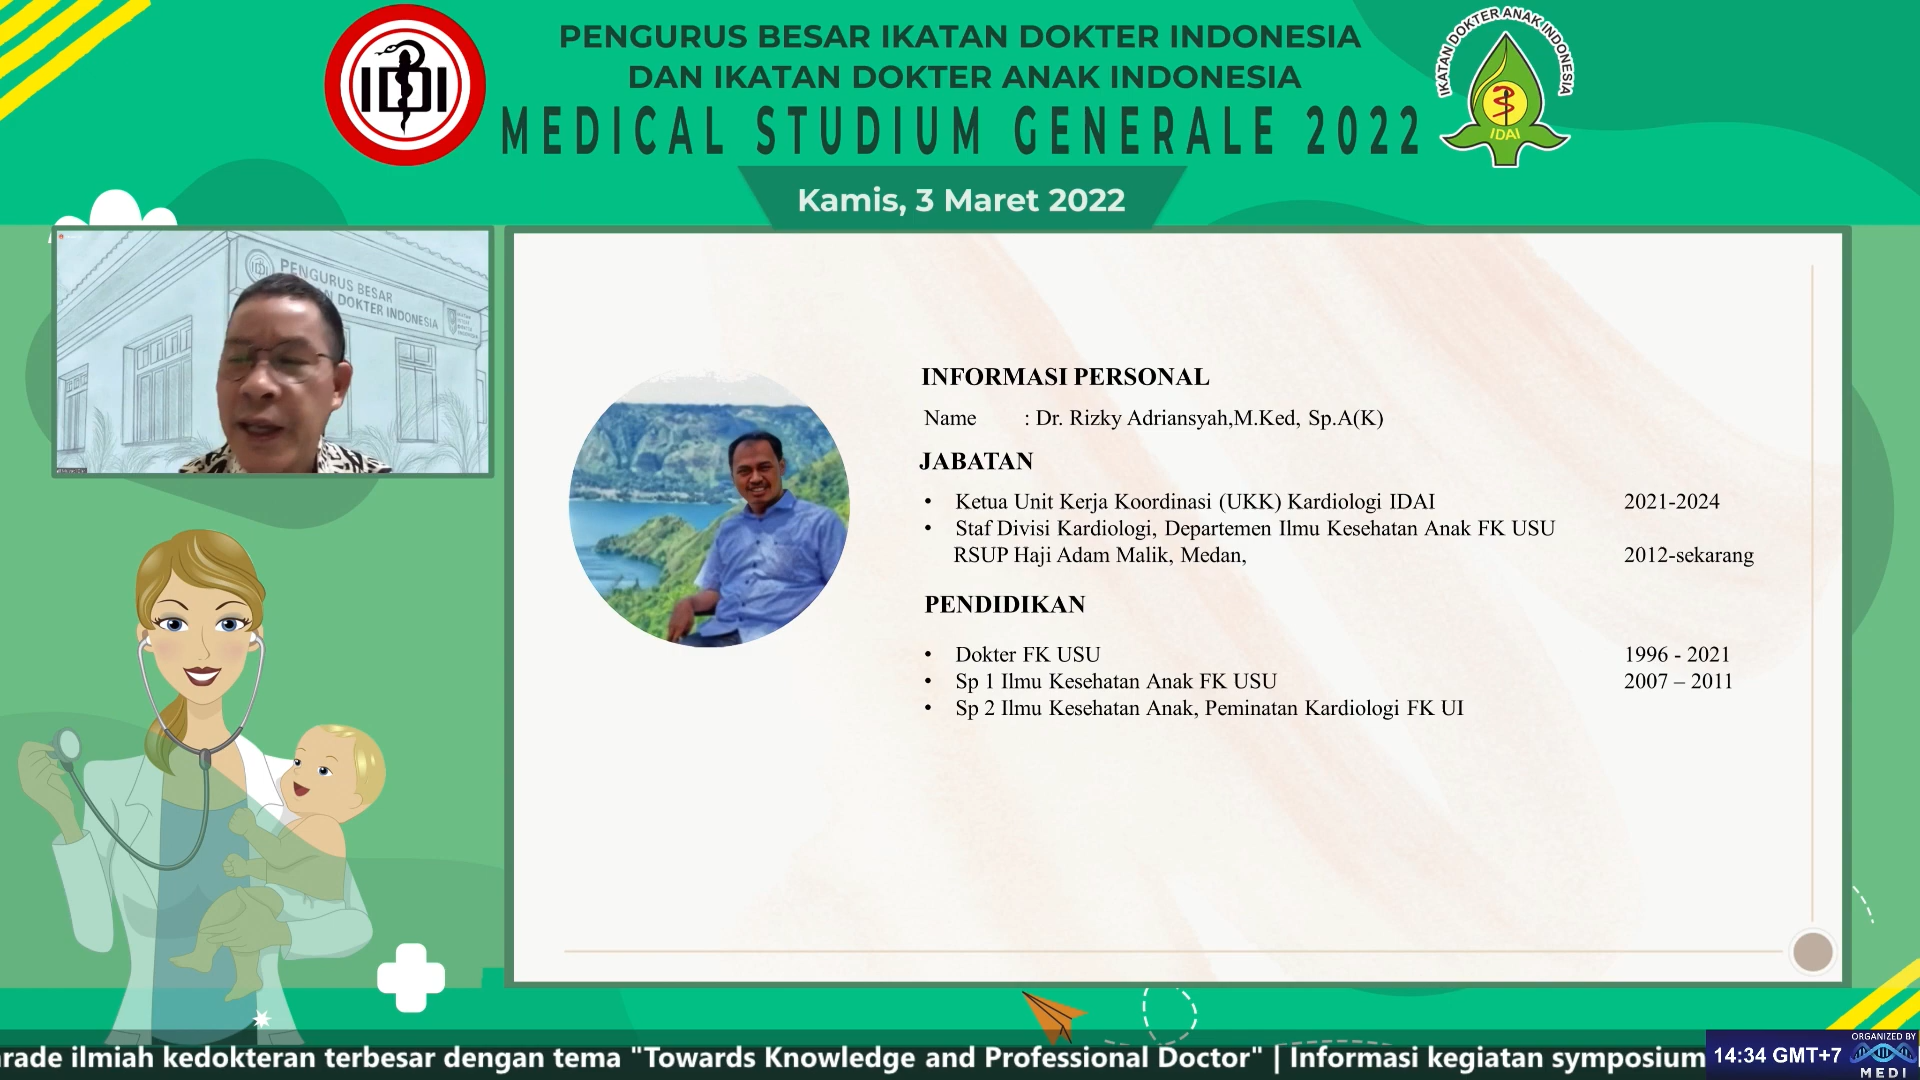 PENGURUS BESAR IKATAN DOKTER INDONESIA
DAN IKATAN DOKTER ANAK INDONESIA
MEDICAL STUDIUM GENERALE 2022
Kamis, 3 Maret 2022
IDI
IKATAN DOKTER ANAK INDONESIA
IDAI
PENGURUS BESAR
DOKTER INDONESIA
INFORMASI PERSONAL
Name : Dr. Rizky Adriansyah,M.Ked, Sp.A(K)
JABATAN
• Ketua Unit Kerja Koordinasi (UKK) Kardiologi IDAI 2021-2024
• Staf Divisi Kardiologi, Departemen Ilmu Kesehatan Anak FK USU
RSUP Haji Adam Malik, Medan, 2012-sekarang
PENDIDIKAN
• Dokter FK USU 1996 - 2021
• Sp 1 Ilmu Kesehatan Anak FK USU 2007 – 2011
• Sp 2 Ilmu Kesehatan Anak, Peminatan Kardiologi FK UI
arade ilmiah kedokteran terbesar dengan tema "Towards Knowledge and Professional Doctor" | Informasi kegiatan symposium
14:34 GMT+7
ORGANIZED BY
MEDI